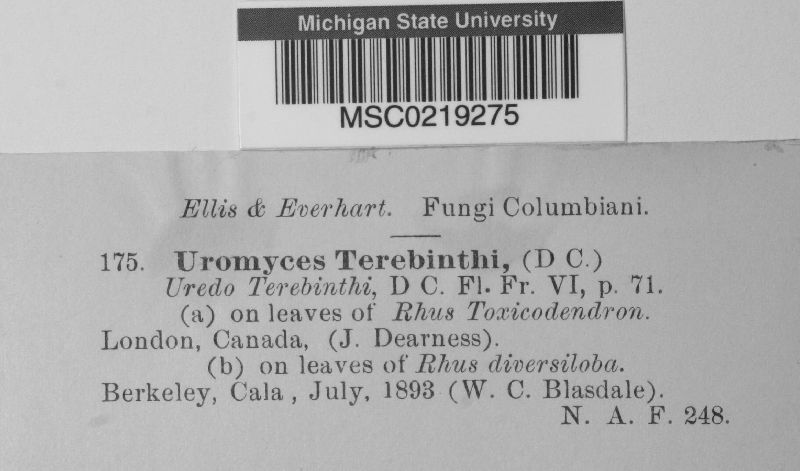 Michigan State University
MSC0219275
Ellis & Everhart. Fungi Columbiani.
175. Uromyces Terebinthi, (D C.)
Uredo Terebinthi, D C. Fl. Fr. VI, p. 71.
(a) on leaves of Rhus Toxicodendron.
London, Canada, (J. Dearness).
(b) on leaves of Rhus diversiloba.
Berkeley, Cala, July, 1893 (W. C. Blasdale).
N. A. F. 248.